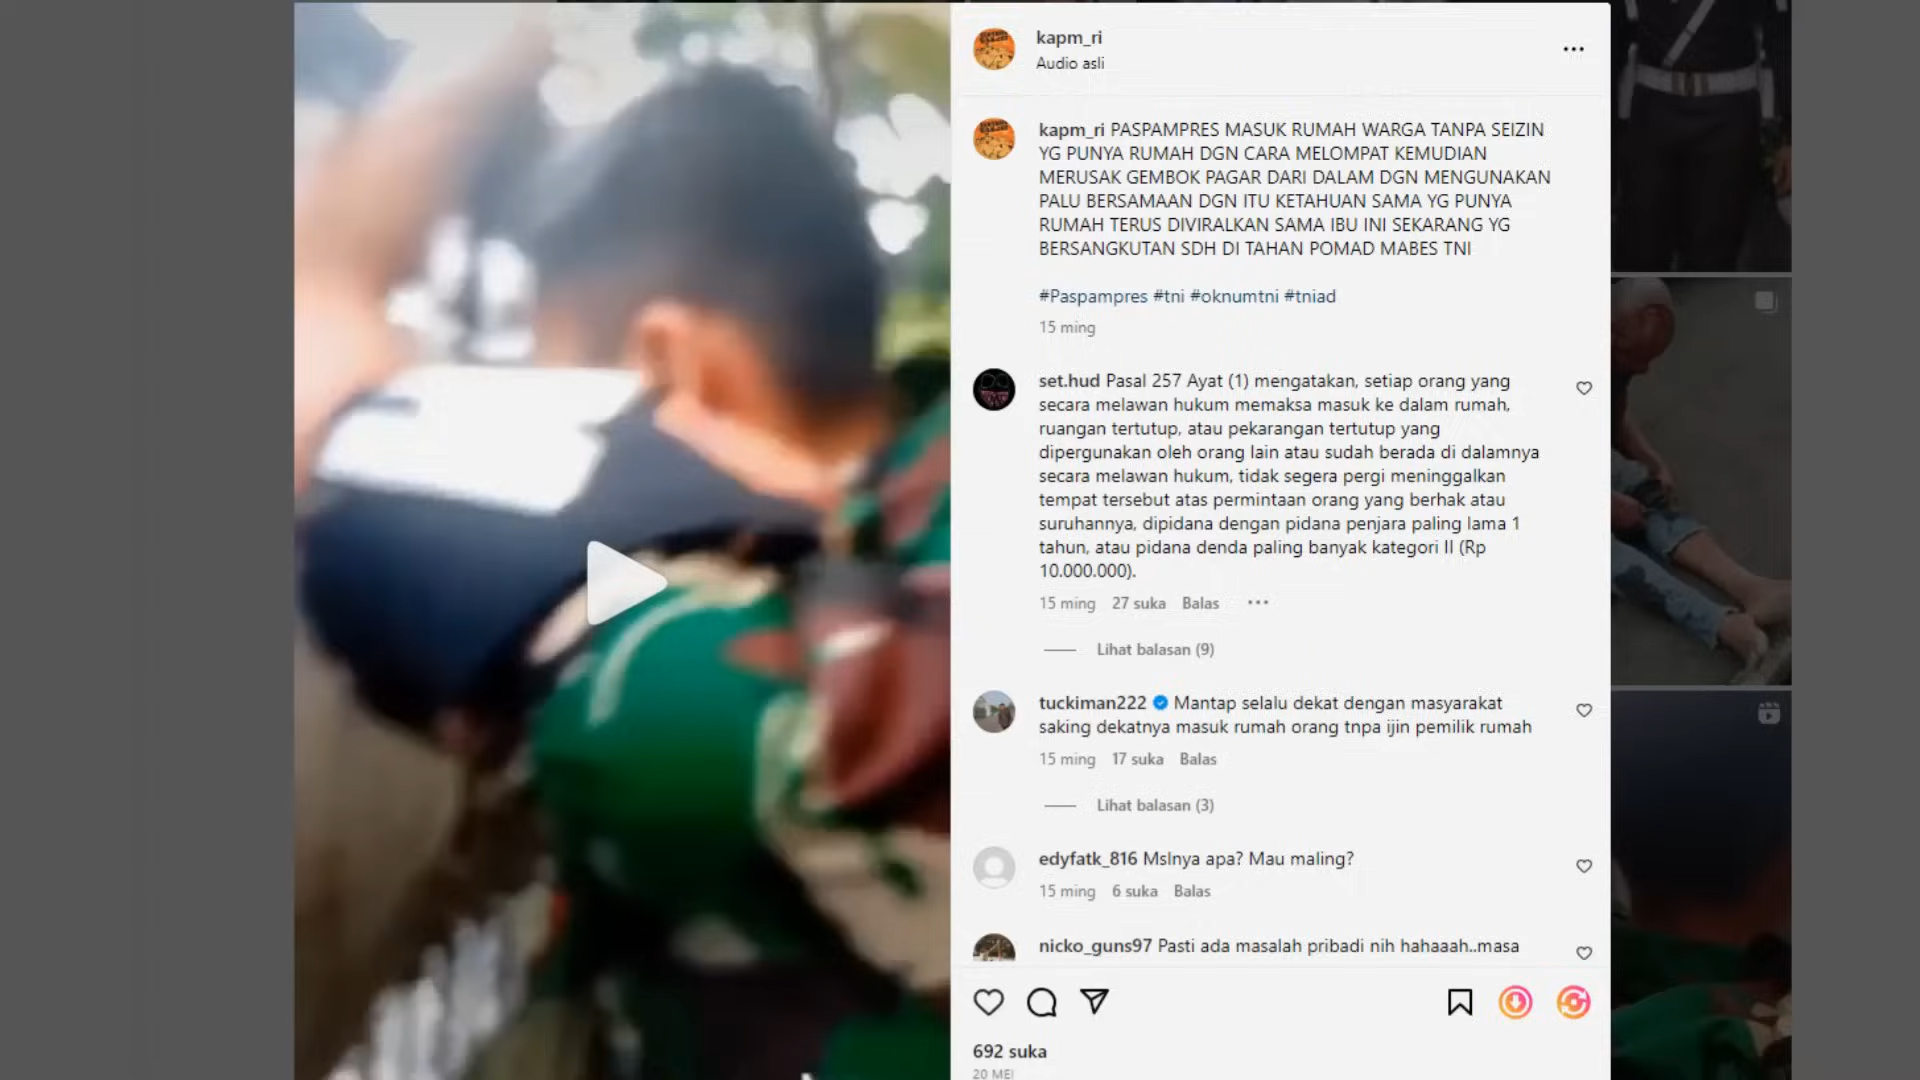 kapm_ri
Audio asli
kapm_ri PASPAMPRES MASUK RUMAH WARGA TANPA SEIZIN
YG PUNYA RUMAH DGN CARA MELOMPAT KEMUDIAN
MERUSAK GEMBOK PAGAR DARI DALAM DGN MENGUNAKAN
PALU BERSAMAAN DGN ITU KETAHUAN SAMA YG PUNYA
RUMAH TERUS DIVIRALKAN SAMA IBU INI SEKARANG YG
BERSANGKUTAN SDH DI TAHAN POMAD MABES TNI
#Paspampres #tni #oknumtni #tniad
15 ming
set.hud Pasal 257 Ayat (1) mengatakan, setiap orang yang
secara melawan hukum memaksa masuk ke dalam rumah,
ruangan tertutup, atau pekarangan tertutup yang
dipergunakan oleh orang lain atau sudah berada di dalamnya
secara melawan hukum, tidak segera pergi meninggalkan
tempat tersebut atas permintaan orang yang berhak atau
suruhannya, dipidana dengan pidana penjara paling lama 1
tahun, atau pidana denda paling banyak kategori II (Rp
10.000.000).
15 ming 27 suka Balas
Lihat balasan (9)
tuckiman222 Mantap selalu dekat dengan masyarakat
saking dekatnya masuk rumah orang tnpa ijin pemilik rumah
15 ming 17 suka Balas
Lihat balasan (3)
edyfatk_816 Mslnya apa? Mau maling?
15 ming 6 suka Balas
nicko_guns97 Pasti ada masalah pribadi nih hahaaah..masa
692 suka
20 MEI